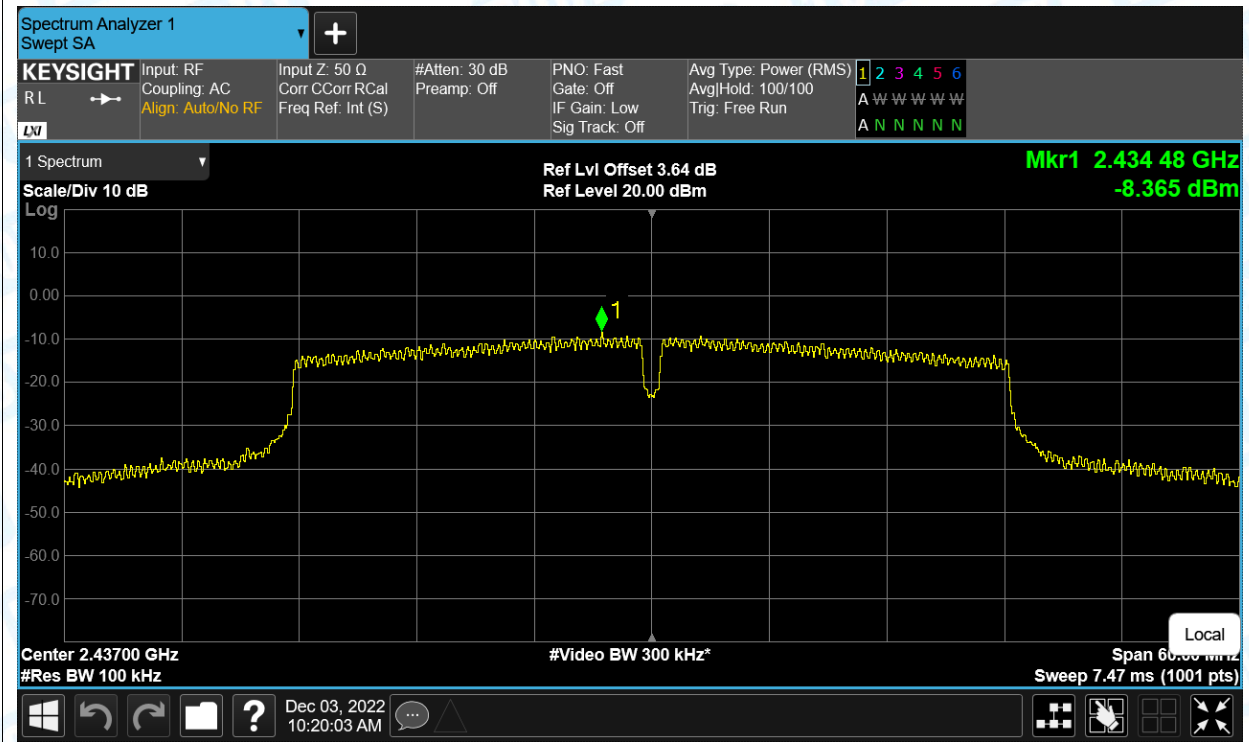 Spectrum Analyzer 1
Swept SA
KEYSIGHT
R L
LXI
Input: RF
Coupling: AC
Align: Auto/No RF
Input Z: 50 Ω
Corr CCorr RCal
Freq Ref: Int (S)
#Atten: 30 dB
Preamp: Off
PNO: Fast
Gate: Off
IF Gain: Low
Sig Track: Off
Avg Type: Power (RMS)
Avg|Hold: 100/100
Trig: Free Run
1 2 3 4 5 6
A W W W W W
A N N N N N
1 Spectrum
Scale/Div 10 dB
Log
Ref Lvl Offset 3.64 dB
Ref Level 20.00 dBm
Mkr1 2.434 48 GHz
-8.365 dBm
10.0
0.00
1
-10.0
-20.0
-30.0
-40.0
-50.0
-60.0
-70.0
Local
Center 2.43700 GHz
#Res BW 100 kHz
#Video BW 300 kHz*
Span
Sweep 7.47 ms (1001 pts)
?
Dec 03, 2022
10:20:03 AM